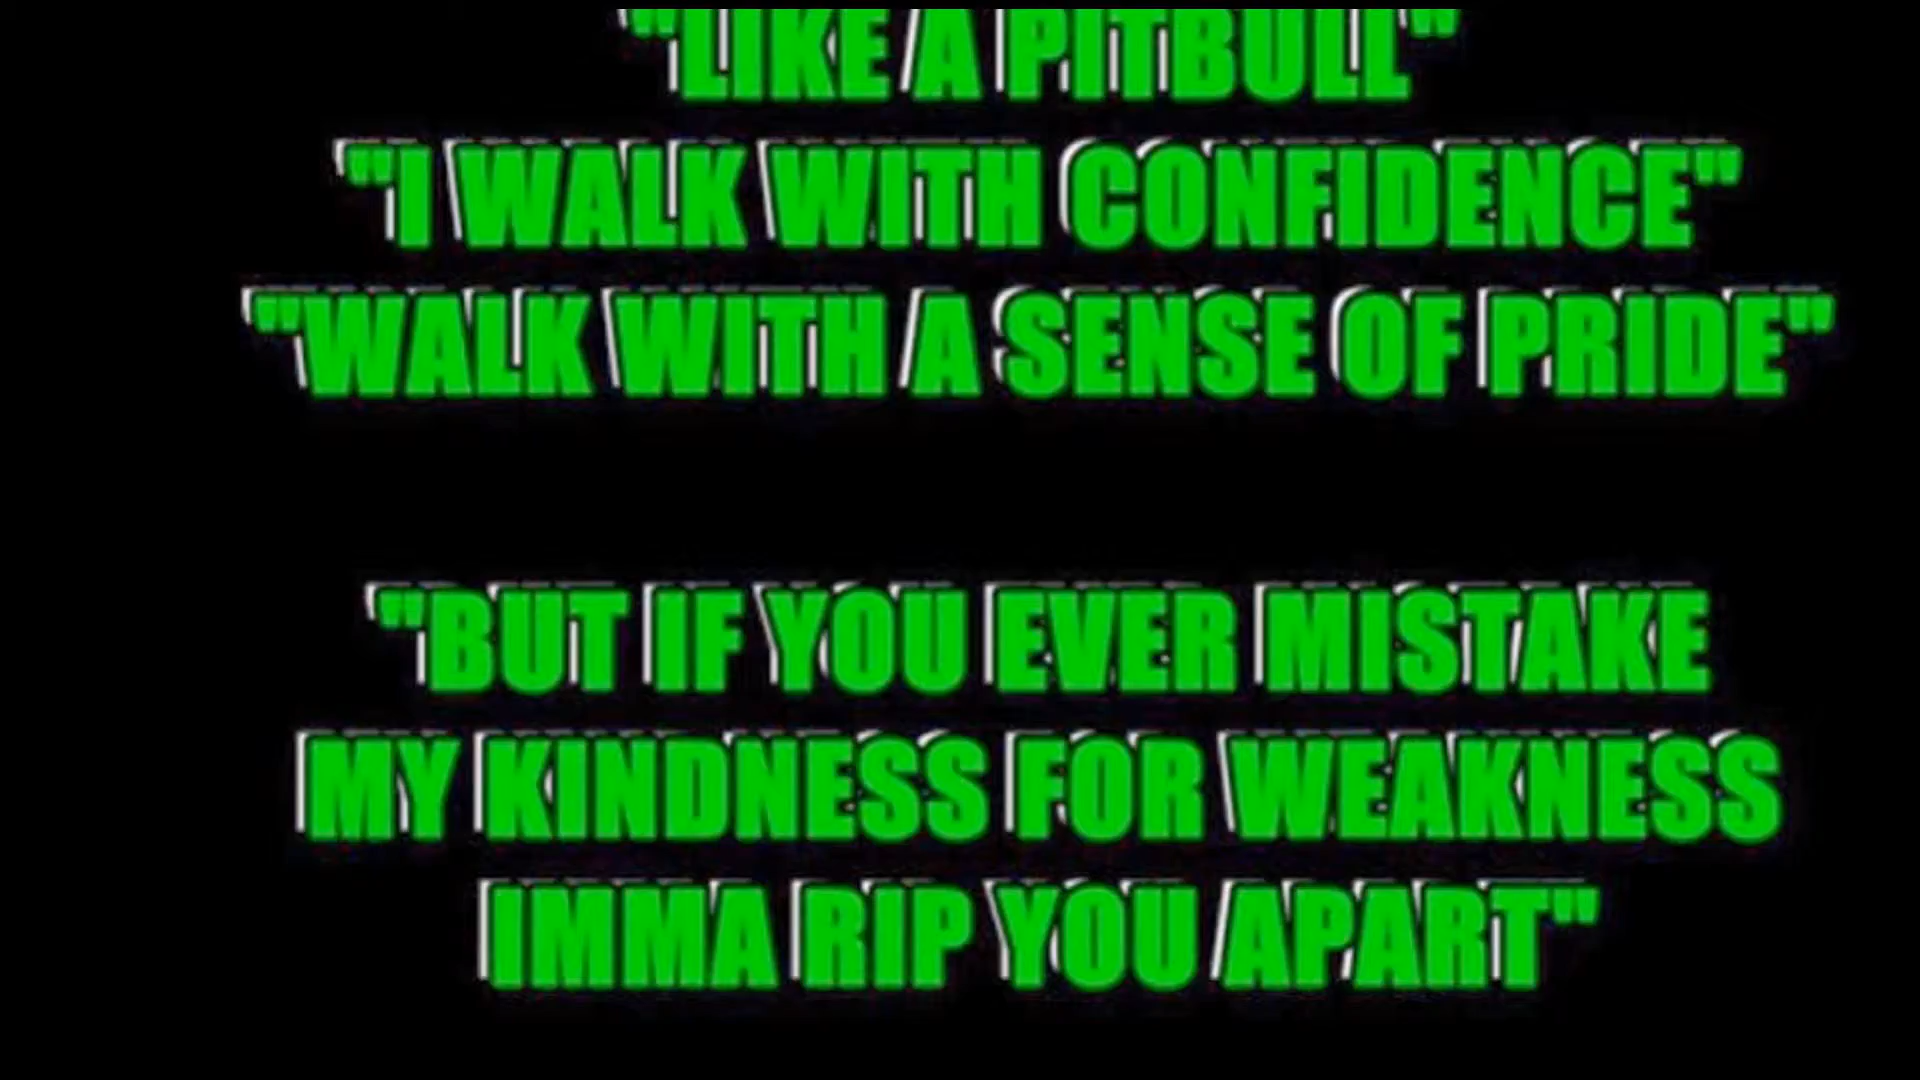 "LIKE A PITBULL"
"I WALK WITH CONFIDENCE"
"WALK WITH A SENSE OF PRIDE"
"BUT IF YOU EVER MISTAKE
MY KINDNESS FOR WEAKNESS
IMMA RIP YOU APART"